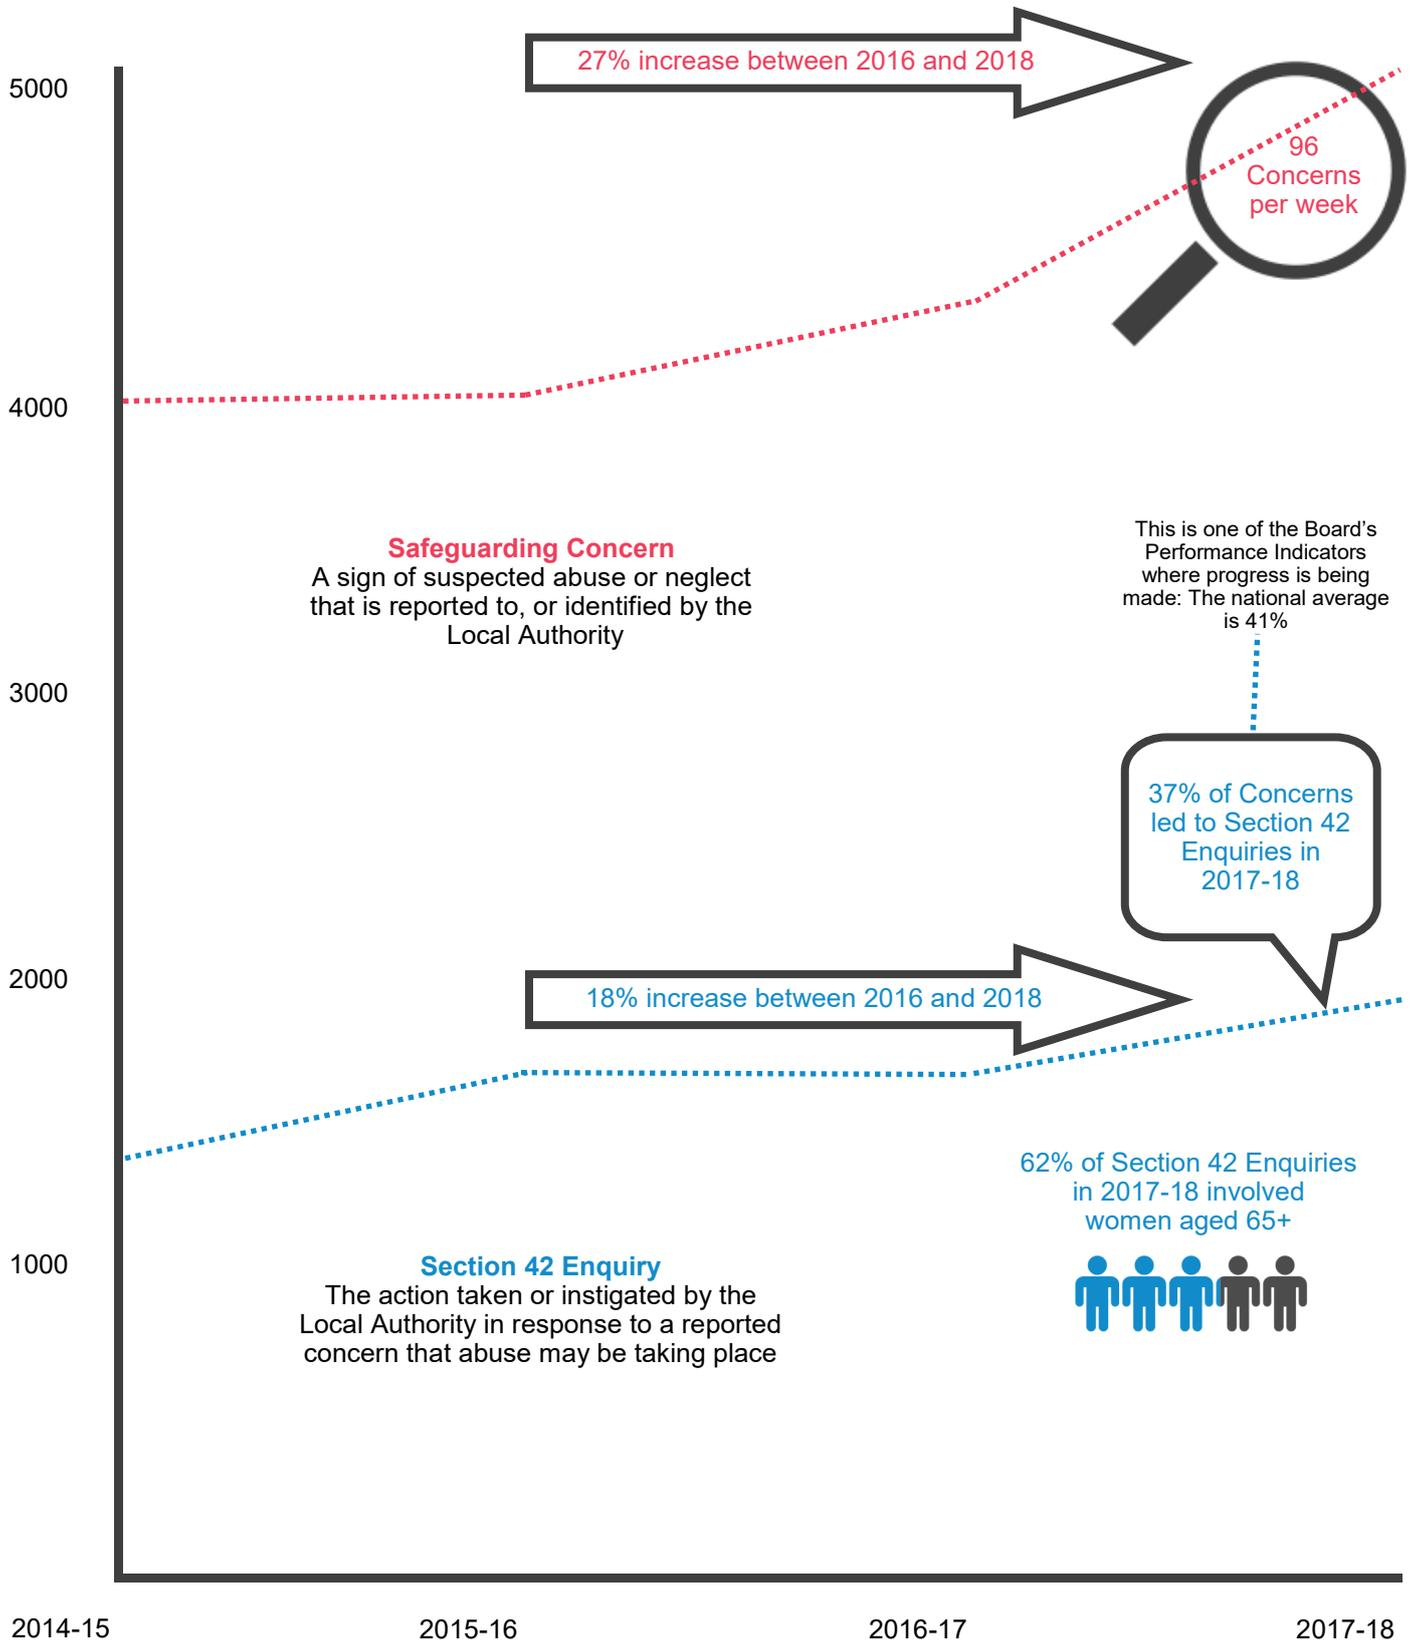 27% increase between 2016 and 2018
5000
96
Concerns
per week
4000
Safeguarding Concern
A sign of suspected abuse or neglect
that is reported to, or identified by the
Local Authority
This is one of the Board’s
Performance Indicators
where progress is being
made: The national average
is 41%
3000
37% of Concerns
led to Section 42
Enquiries in
2017-18
2000
18% increase between 2016 and 2018
62% of Section 42 Enquiries
in 2017-18 involved
women aged 65+
1000
Section 42 Enquiry
The action taken or instigated by the
Local Authority in response to a reported
concern that abuse may be taking place
2014-15
2015-16
2016-17
2017-18